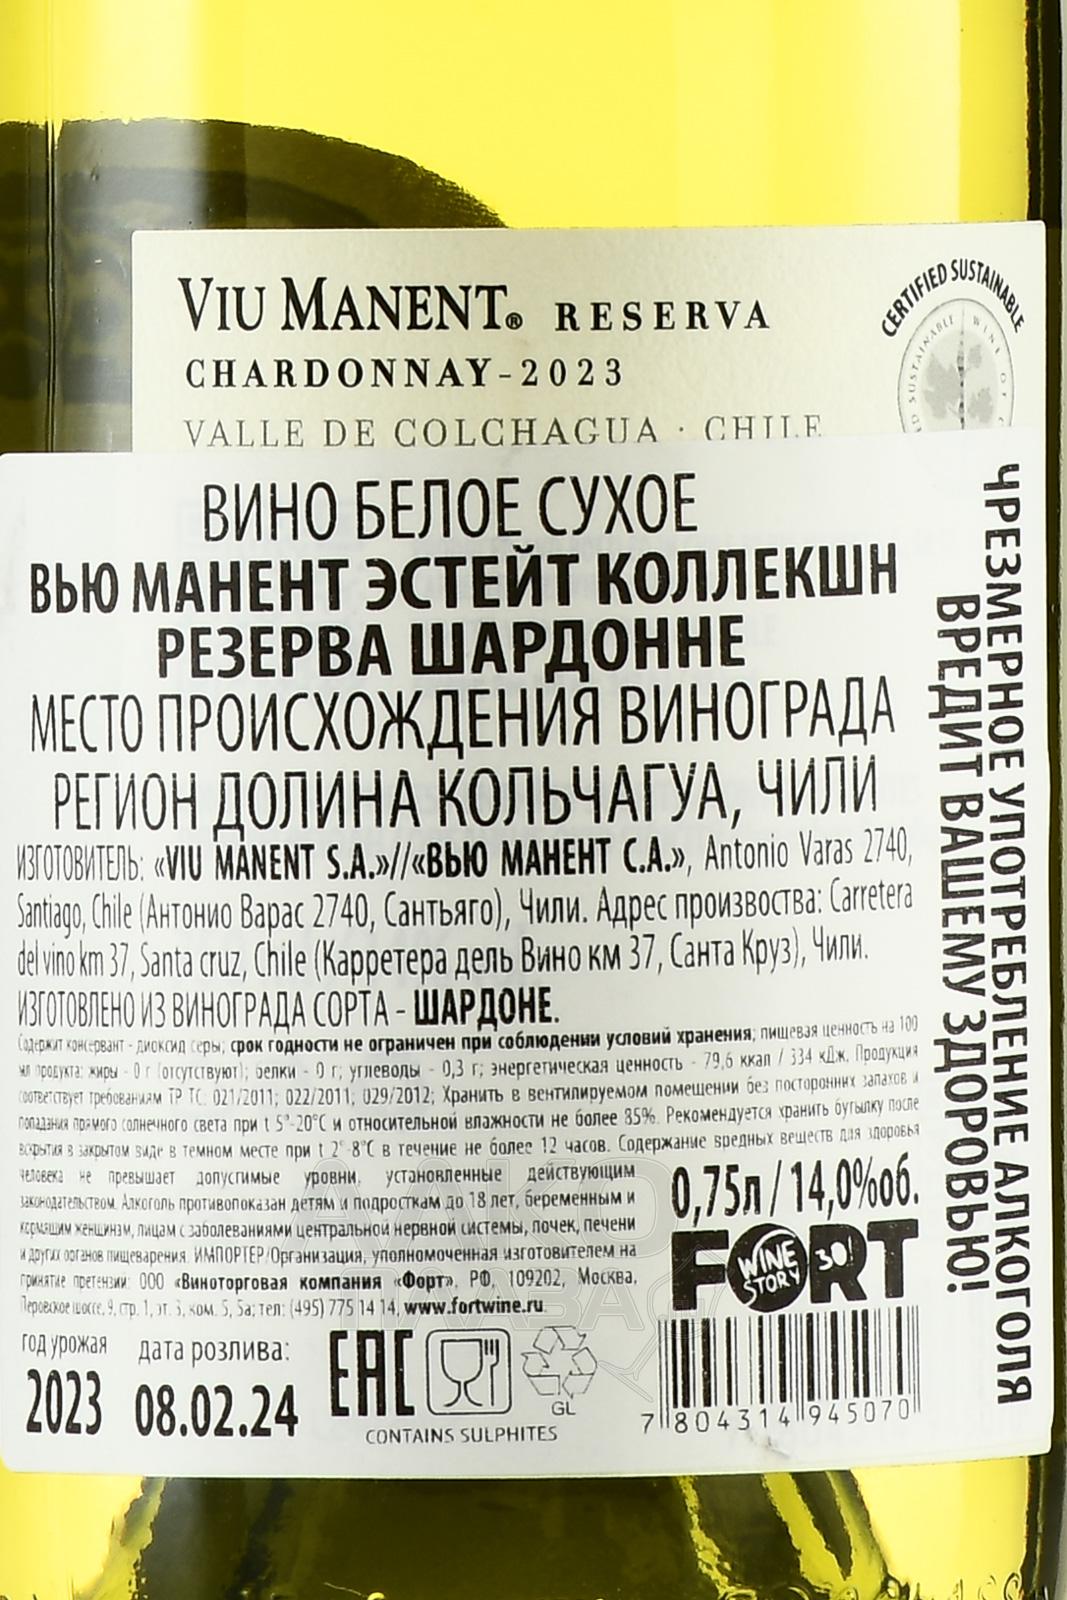 VIU MANENT® RESERVA
CHARDONNAY-2023
VALLE DE COLCHAGUA · CHILE
CERTIFIED SUSTAINABLE
SUSTAINABLE WINE OF
ВИНО БЕЛОЕ СУХОЕ
ВЬЮ МАНЕНТ ЭСТЕЙТ КОЛЛЕКШН
РЕЗЕРВА ШАРДОННЕ
МЕСТО ПРОИСХОЖДЕНИЯ ВИНОГРАДА
РЕГИОН ДОЛИНА КОЛЬЧАГУА, ЧИЛИ
ИЗГОТОВИТЕЛЬ: «VIU MANENT S.A.»//«ВЬЮ МАНЕНТ С.А.», Antonio Varas 2740,
Santiago, Chile (Антонио Варас 2740, Сантьяго), Чили. Адрес произвоства: Carretera
del vino km 37, Santa cruz, Chile (Карретера дель Вино км 37, Санта Круз), Чили.
ИЗГОТОВЛЕНО ИЗ ВИНОГРАДА СОРТА - ШАРДОНЕ.
Содержит консервант - диоксид серы; срок годности не ограничен при соблюдении условий хранения; пищевая ценность на 100
мл продукта: жиры - 0 г (отсутствуют); белки - 0 г; углеводы - 0,3 г; энергетическая ценность - 79,6 ккал / 334 кДж. Продукция
соответствует требованиям ТР ТС: 021/2011; 022/2011; 029/2012; Хранить в вентилируемом помещении без посторонних запахов и
попадания прямого солнечного света при t 5°-20°С и относительной влажности не более 85%. Рекомендуется хранить бутылку после
вскрытия в закрытом виде в темном месте при t 2°-8°С в течение не более 12 часов. Содержание вредных веществ для здоровья
человека не превышает допустимые уровни, установленные действующим
законодательством. Алкоголь противопоказан детям и подросткам до 18 лет, беременным и
кормящим женщинам, лицам с заболеваниями центральной нервной системы, почек, печени
и других органов пищеварения. ИМПОРТЕР/Организация, уполномоченная изготовителем на
принятие претензии: ООО «Виноторговая компания «Форт», РФ, 109202, Москва,
Перовское шоссе, 9, стр. 1, эт. 3, ком. 5, 5а; тел: (495) 775 14 14, www.fortwine.ru
0,75л / 14,0%об.
FORT
WINE STORY 30
год урожая
2023
дата розлива:
08.02.24
EAC
GL
CONTAINS SULPHITES
7 804314 945070
ЧРЕЗМЕРНОЕ УПОТРЕБЛЕНИЕ АЛКОГОЛЯ
ВРЕДИТ ВАШЕМУ ЗДОРОВЬЮ!